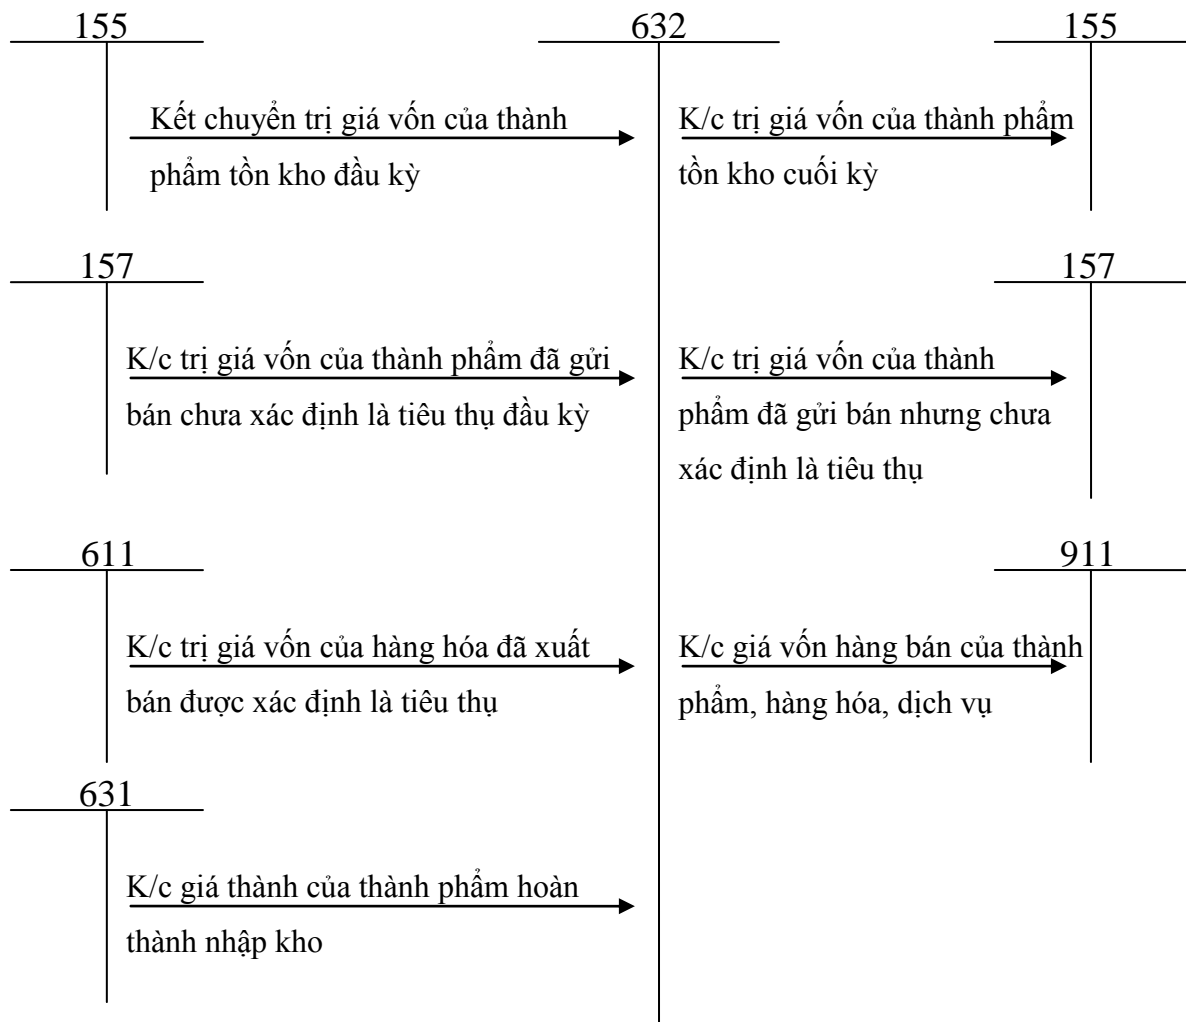 155
632
155
Kết chuyển trị giá vốn của thành
phẩm tồn kho đầu kỳ
K/c trị giá vốn của thành phẩm
tồn kho cuối kỳ
157
157
K/c trị giá vốn của thành phẩm đã gửi
bán chưa xác định là tiêu thụ đầu kỳ
K/c trị giá vốn của thành
phẩm đã gửi bán nhưng chưa
xác định là tiêu thụ
611
911
K/c trị giá vốn của hàng hóa đã xuất
bán được xác định là tiêu thụ
K/c giá vốn hàng bán của thành
phẩm, hàng hóa, dịch vụ
631
K/c giá thành của thành phẩm hoàn
thành nhập kho